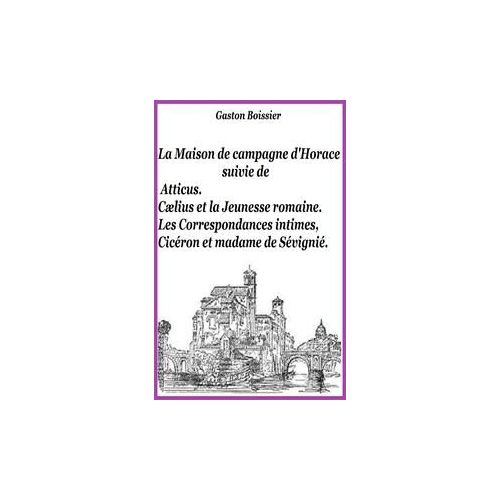 Gaston Boissier
La Maison de campagne d'Horace
suivie de
Atticus.
Cælius et la Jeunesse romaine.
Les Correspondances intimes,
Cicéron et madame de Sévignié.